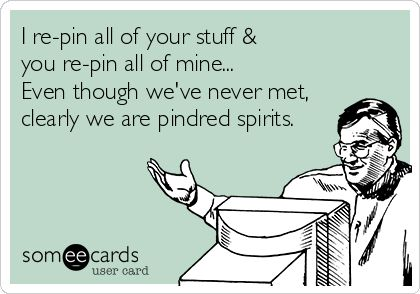 I re-pin all of your stuff &
you re-pin all of mine...
Even though we've never met,
clearly we are pindred spirits.
someecards
user card